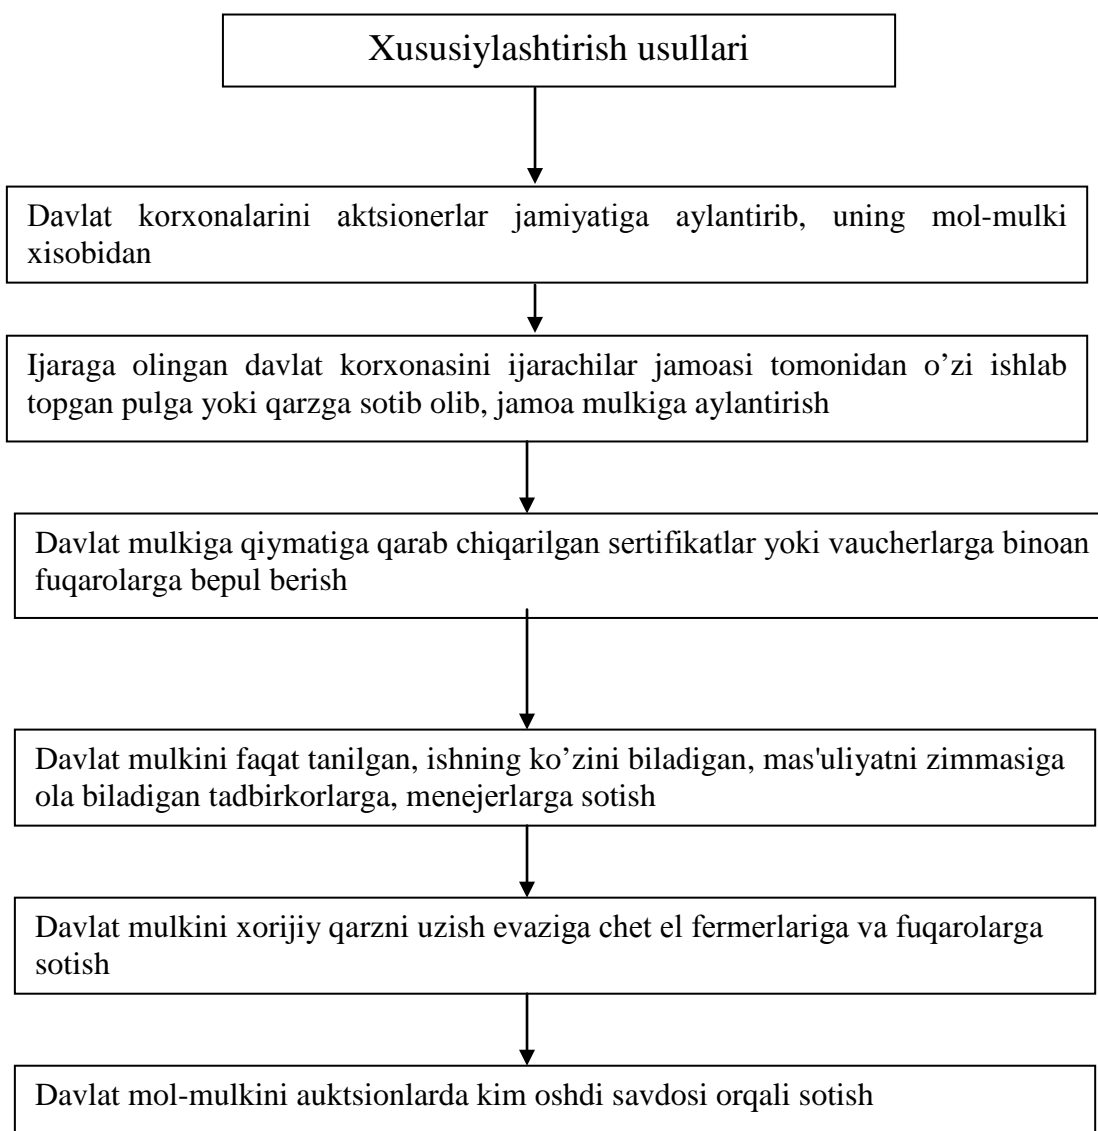 Xususiylashtirish usullari
Davlat korxonalarini aktsionerlar jamiyatiga aylantirib, uning mol-mulki
xisobidan
Ijaraga olingan davlat korxonasini ijarachilar jamoasi tomonidan o’zi ishlab
topgan pulga yoki qarzga sotib olib, jamoa mulkiga aylantirish
Davlat mulkiga qiymatiga qarab chiqarilgan sertifikatlar yoki vaucherlarga binoan
fuqarolarga bepul berish
Davlat mulkini faqat tanilgan, ishning ko’zini biladigan, mas'uliyatni zimmasiga
ola biladigan tadbirkorlarga, menejerlarga sotish
Davlat mulkini xorijiy qarzni uzish evaziga chet el fermerlariga va fuqarolarga
sotish
Davlat mol-mulkini auktsionlarda kim oshdi savdosi orqali sotish